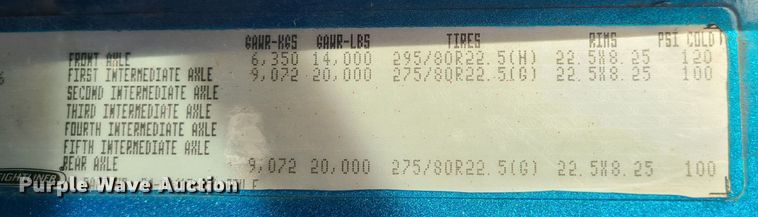 GAWR-KGS GAWR-LBS TIRES RIMS PSI COLD
FRONT AXLE 6,350 14,000 295/80R22.5(H) 22.5X8.25 120
FIRST INTERMEDIATE AXLE 9,072 20,000 275/80R22.5(G) 22.5X8.25 100
SECOND INTERMEDIATE AXLE
THIRD INTERMEDIATE AXLE
FOURTH INTERMEDIATE AXLE
FIFTH INTERMEDIATE AXLE
REAR AXLE 9,072 20,000 275/80R22.5(G) 22.5X8.25 100
FREIGHTLINER
Purple Wave Auction